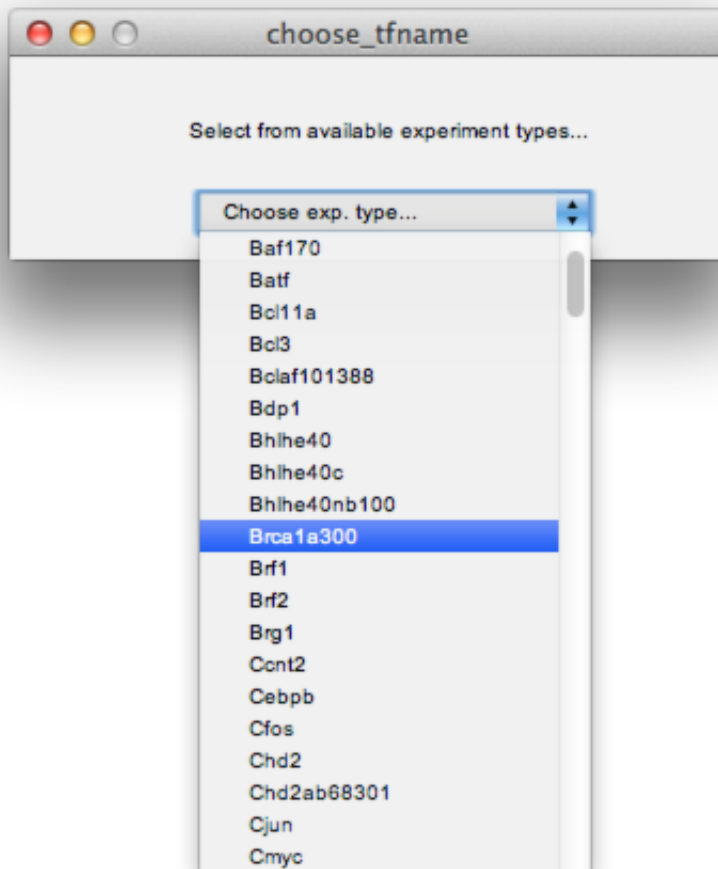 choose_tfname
Select from available experiment types...
Choose exp. type...
Baf170
Batf
Bcl11a
Bcl3
Bclaf101388
Bdp1
Bhlhe40
Bhlhe40c
Bhlhe40nb100
Brca1a300
Brf1
Brf2
Brg1
Ccnt2
Cebpb
Cfos
Chd2
Chd2ab68301
Cjun
Cmyc